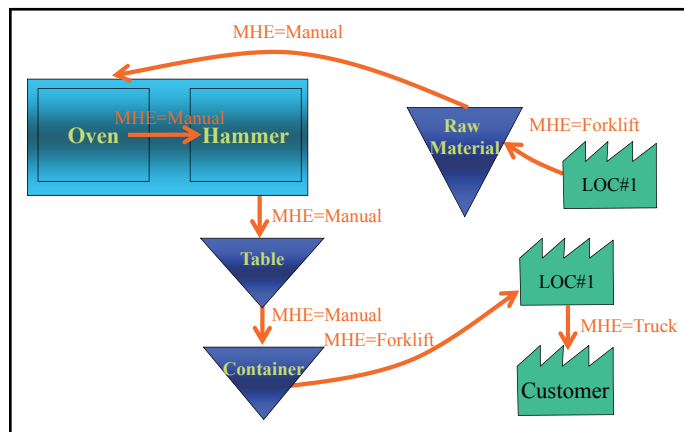 MHE=Manual
Oven
MHE=Manual
Hammer
Raw
Material
MHE=Forklift
LOC#1
MHE=Manual
Table
LOC#1
MHE=Manual
MHE=Forklift
MHE=Truck
Container
Customer